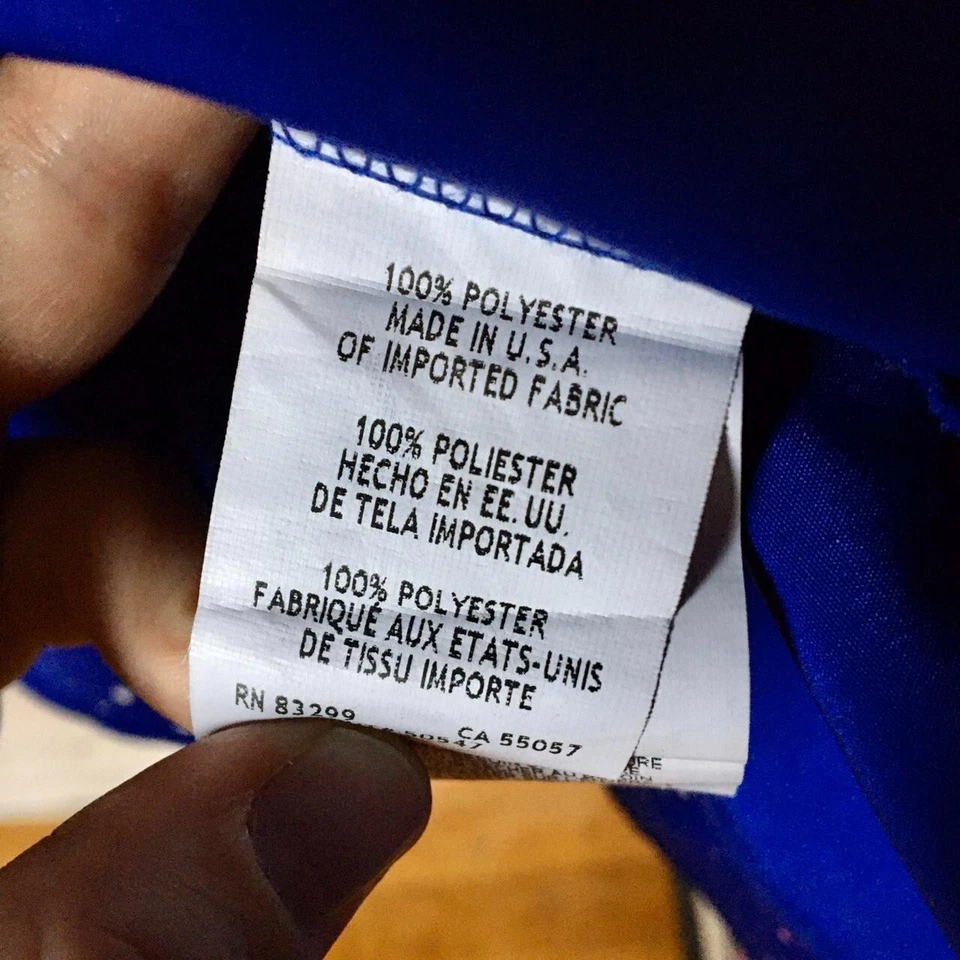 100% POLYESTER
MADE IN U.S.A.
OF IMPORTED FABRIC
100% POLIESTER
HECHO EN EE.UU.
DE TELA IMPORTADA
100% POLYESTER
FABRIQUÉ AUX ETATS-UNIS
DE TISSU IMPORTE
RN 83299
CA 55057